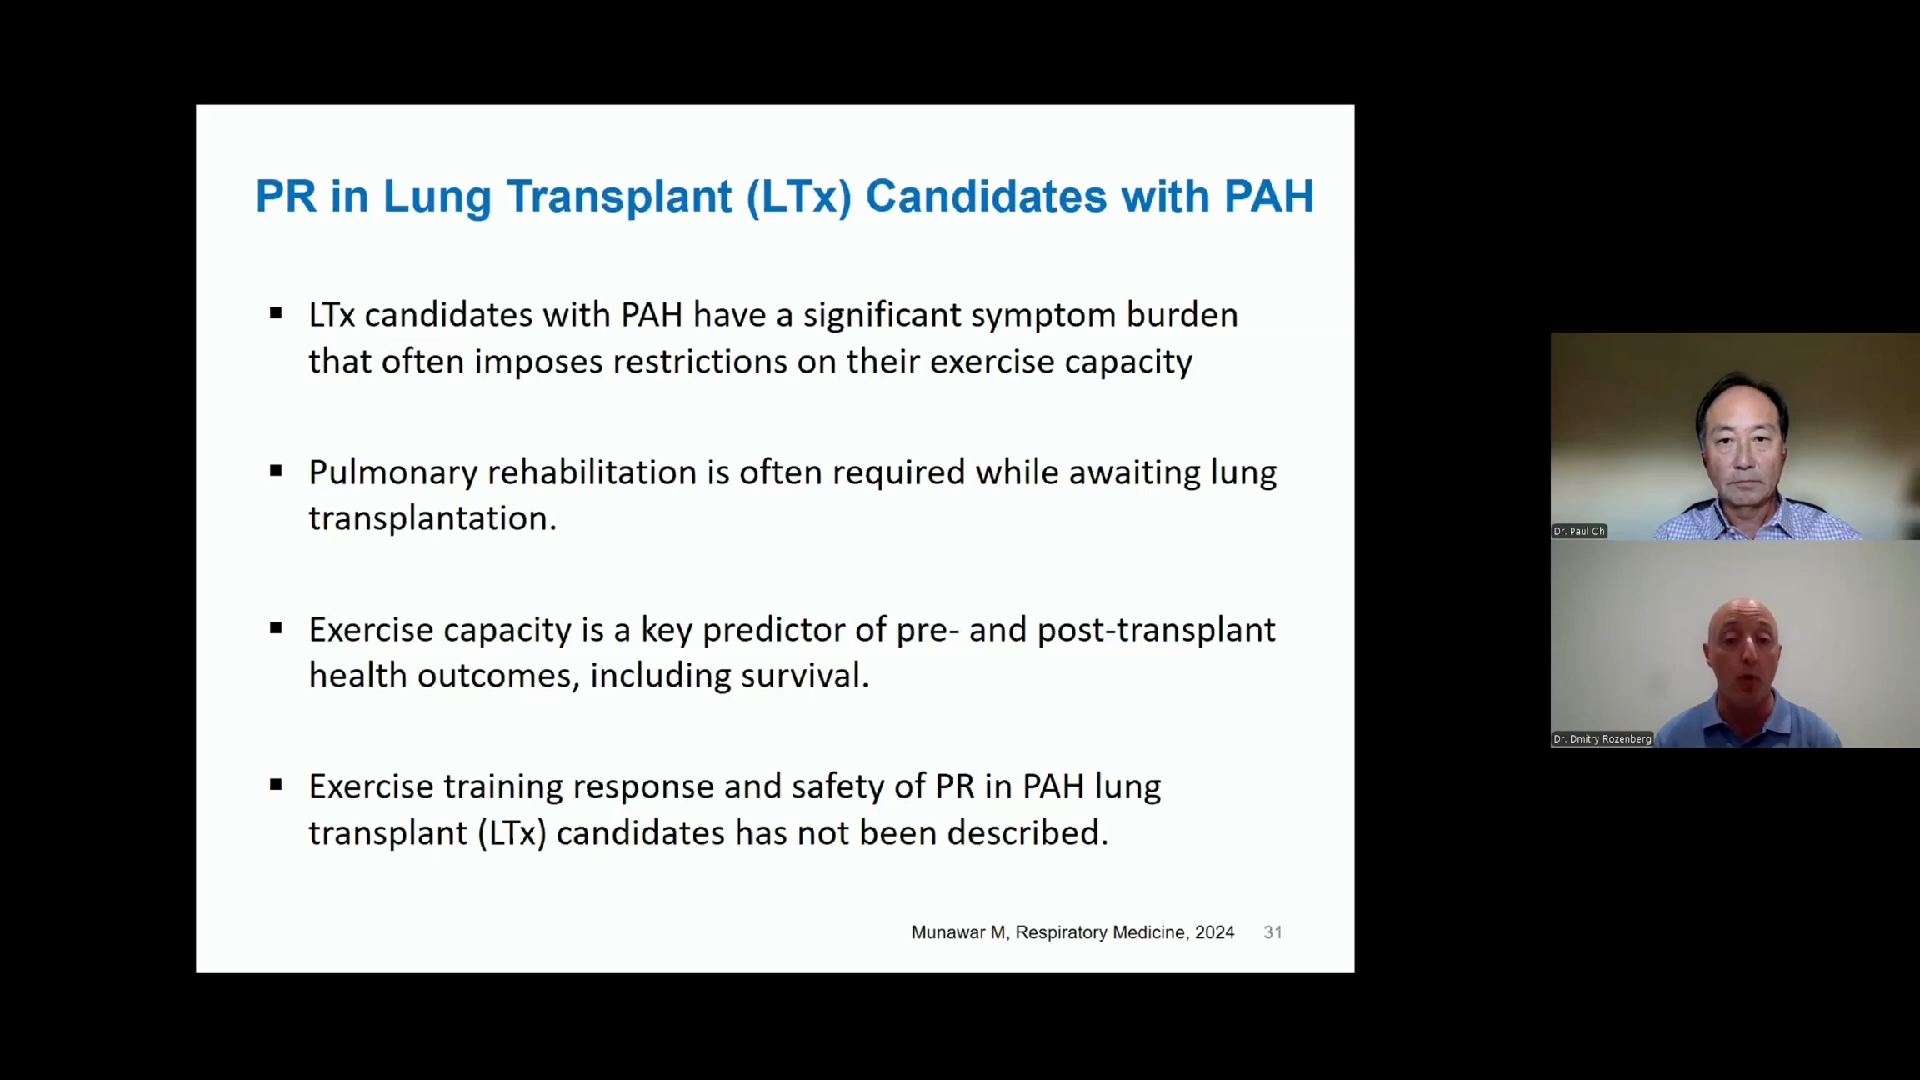 PR in Lung Transplant (LTx) Candidates with PAH
▪ LTx candidates with PAH have a significant symptom burden
that often imposes restrictions on their exercise capacity
▪ Pulmonary rehabilitation is often required while awaiting lung
transplantation.
▪ Exercise capacity is a key predictor of pre- and post-transplant
health outcomes, including survival.
▪ Exercise training response and safety of PR in PAH lung
transplant (LTx) candidates has not been described.
Munawar M, Respiratory Medicine, 2024 31
Dr. Paul Oh
Dr. Dmitry Rozenberg